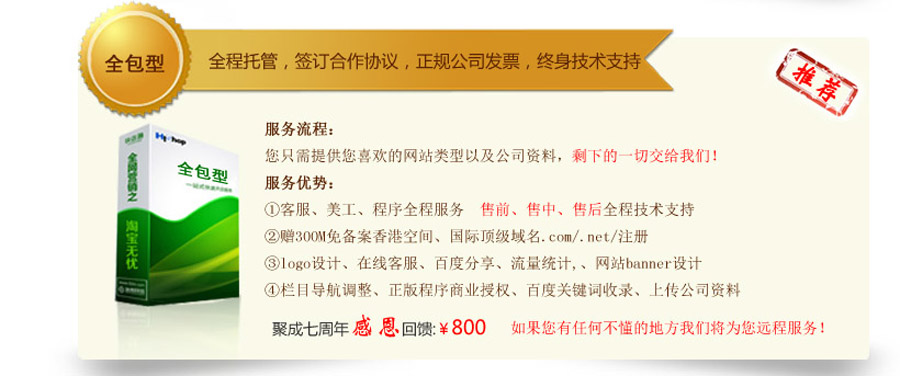 全包型
全程托管，签订合作协议，正规公司发票，终身技术支持
推荐
服务流程：
您只需提供您喜欢的网站类型以及公司资料，剩下的一切交给我们！
服务优势：
①客服、美工、程序全程服务 售前、售中、售后全程技术支持
②赠300M免备案香港空间、国际顶级域名.com/.net/注册
③logo设计、在线客服、百度分享、流量统计,、网站banner设计
④栏目导航调整、正版程序商业授权、百度关键词收录、上传公司资料
聚成七周年感恩回馈:¥800 如果您有任何不懂的地方我们将为您远程服务！
全网营销之
淘宝无忧
全包型